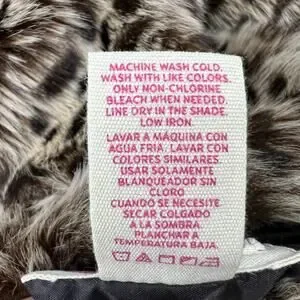 MACHINE WASH COLD.
WASH WITH LIKE COLORS.
ONLY NON-CHLORINE
BLEACH WHEN NEEDED.
LINE DRY IN THE SHADE.
LOW IRON.
LAVAR A MAQUINA CON
AGUA FRIA. LAVAR CON
COLORES SIMILARES.
USAR SOLAMENTE
BLANQUEADOR SIN
CLORO
CUANDO SE NECESITE
SECAR COLGADO
A LA SOMBRA
PLANCHAR A
TEMPERATURA BAJA.